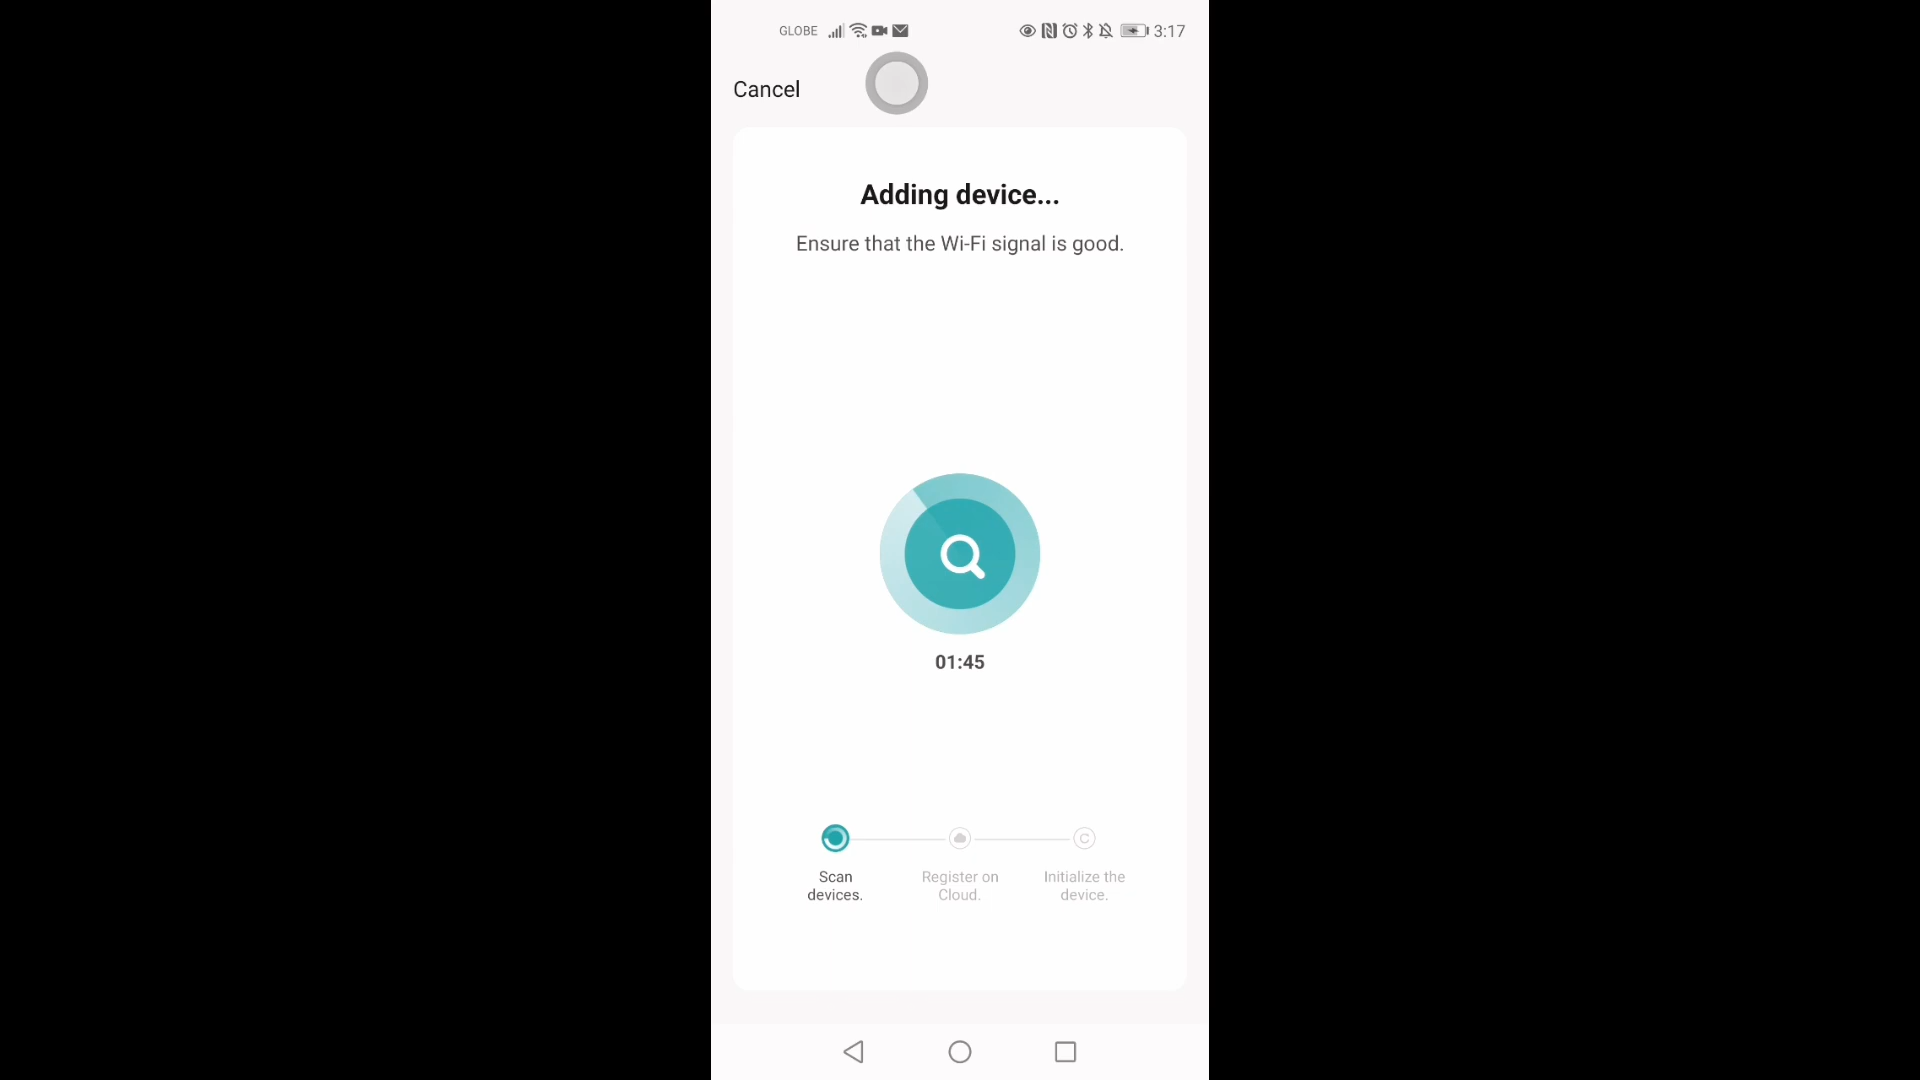 GLOBE 3:17
Cancel
Adding device...
Ensure that the Wi-Fi signal is good.
01:45
Scan
devices.
Register on
Cloud.
Initialize the
device.